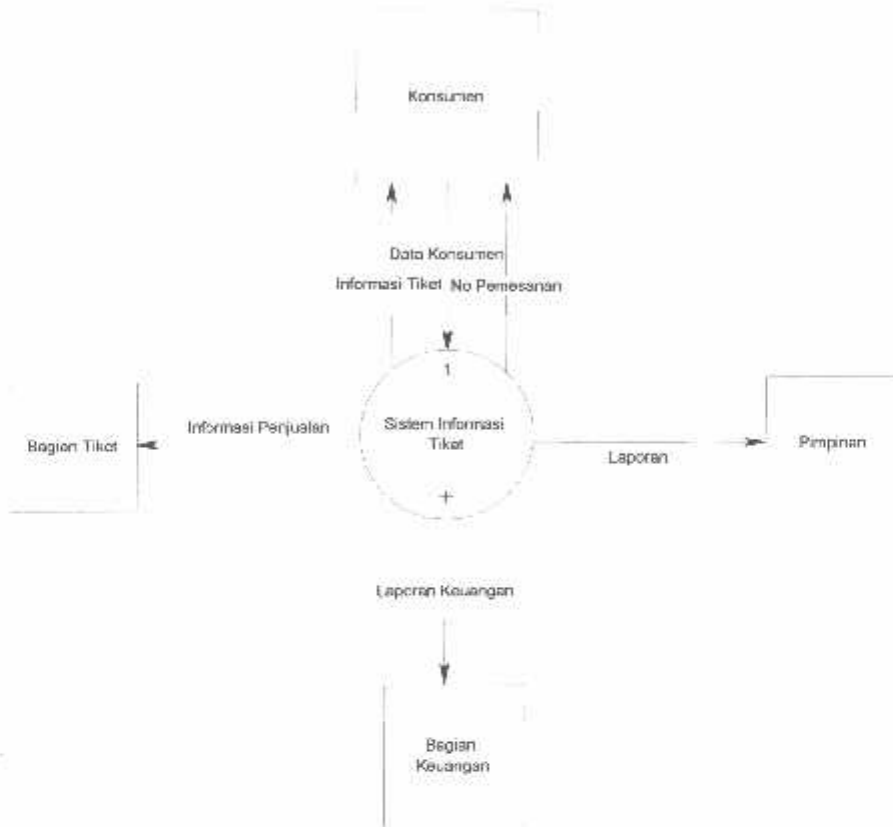 Konsumen
Data Konsumen
Informasi Tiket No Pemesanan
1
Sistem Informasi
Tiket
+
Informasi Penjualan
Bagian Tiket
Laporan
Pimpinan
Laporan Keuangan
Bagian
Keuangan